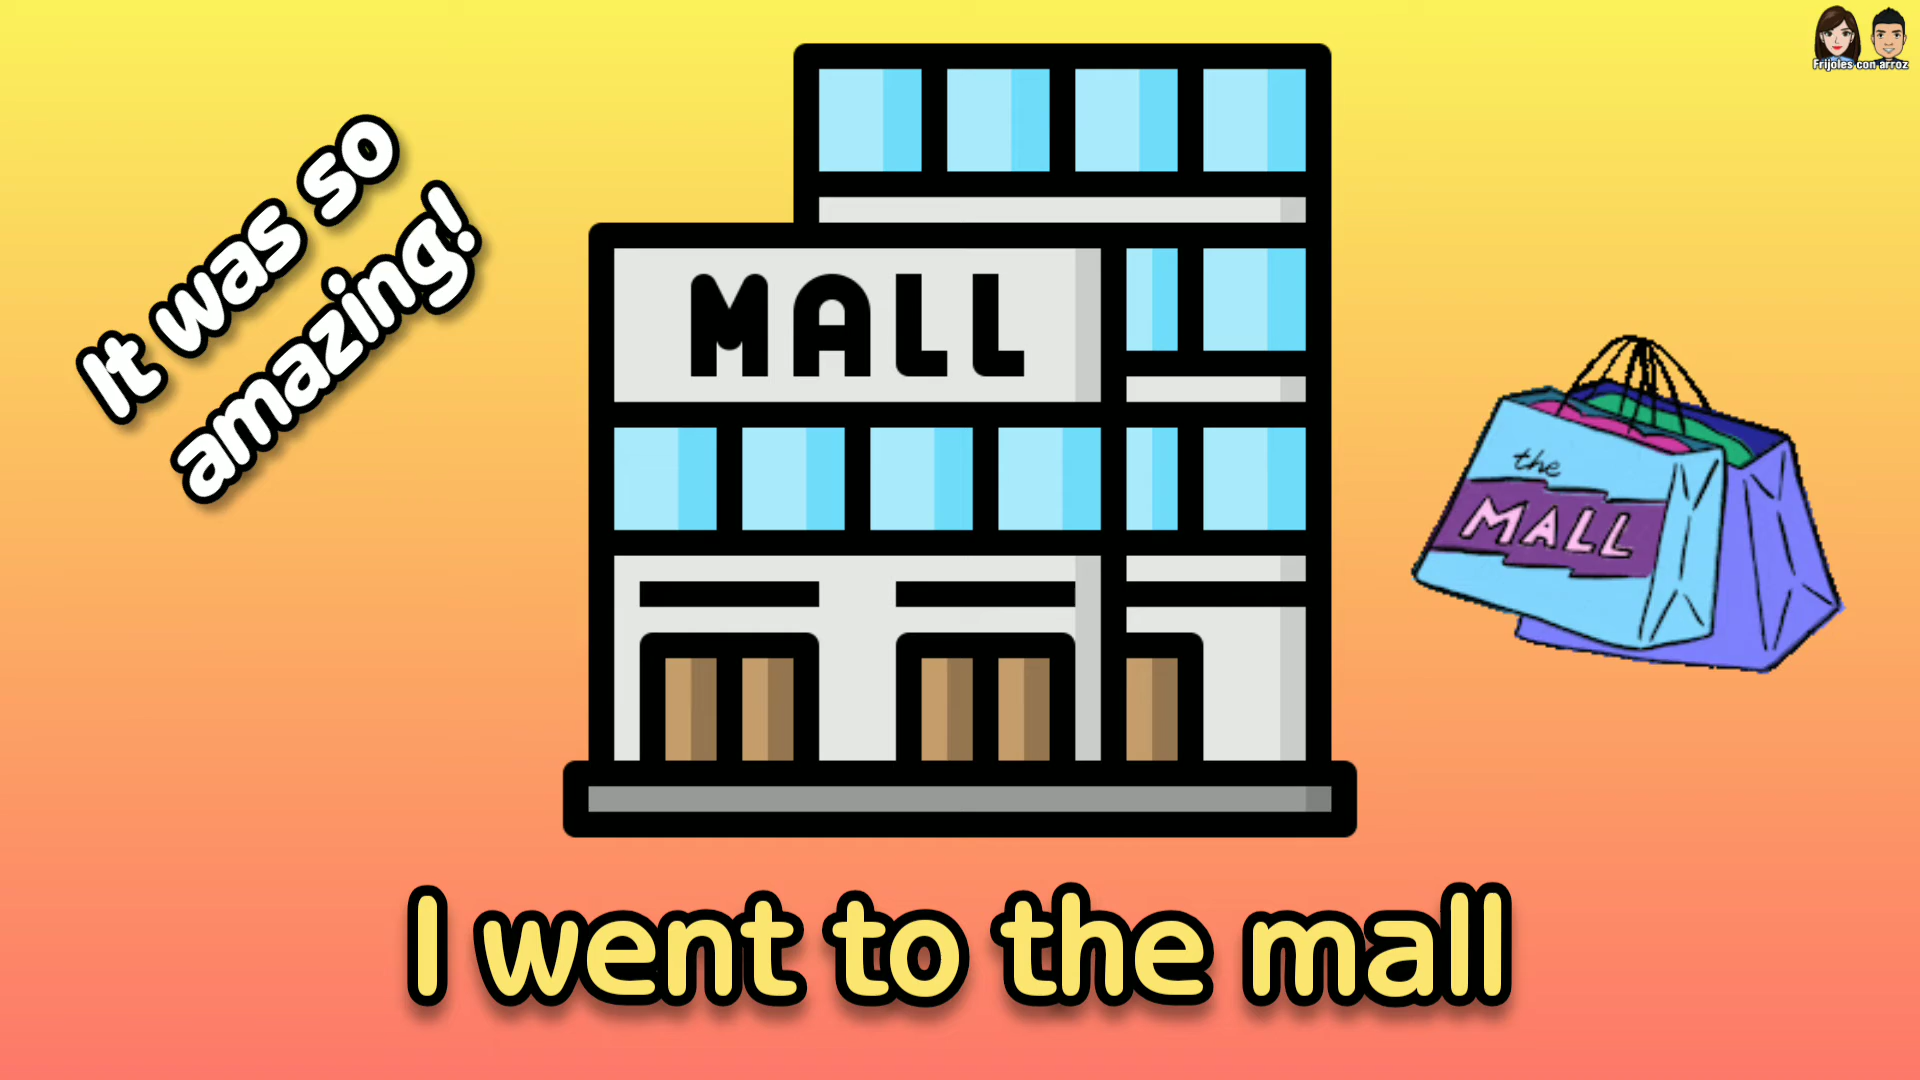 Frijoles con arroz
It was so
amazing!
MALL
the
MALL
I went to the mall